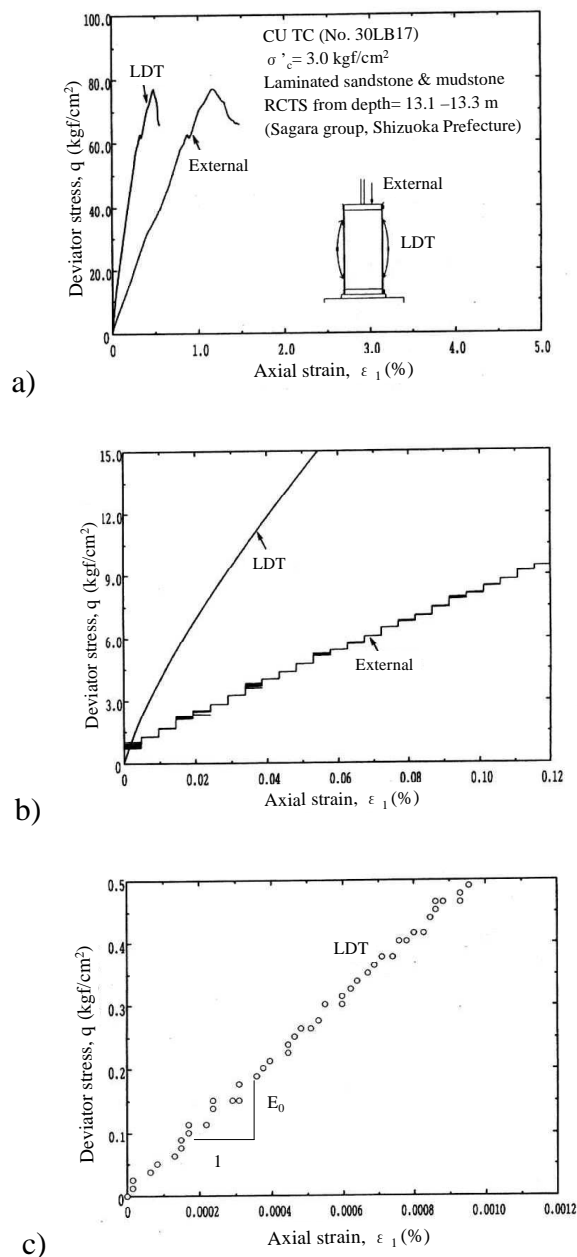 CU TC (No. 30LB17)
σ'c= 3.0 kgf/cm²
Laminated sandstone & mudstone
RCTS from depth= 13.1 –13.3 m
(Sagara group, Shizuoka Prefecture)
LDT
External
External
LDT
Deviator stress, q (kgf/cm²)
100.0
80.0
60.0
40.0
20.0
0
0 1.0 2.0 3.0 4.0 5.0
Axial strain, ε1(%)
a)
Deviator stress, q (kgf/cm²)
15.0
12.0
9.0
6.0
3.0
0
LDT
External
0 0.02 0.04 0.06 0.08 0.10 0.12
Axial strain, ε1(%)
b)
Deviator stress, q (kgf/cm²)
0.5
0.4
0.3
0.2
0.1
0
LDT
E0
1
0 0.0002 0.0004 0.0006 0.0008 0.0010 0.0012
Axial strain, ε1(%)
c)